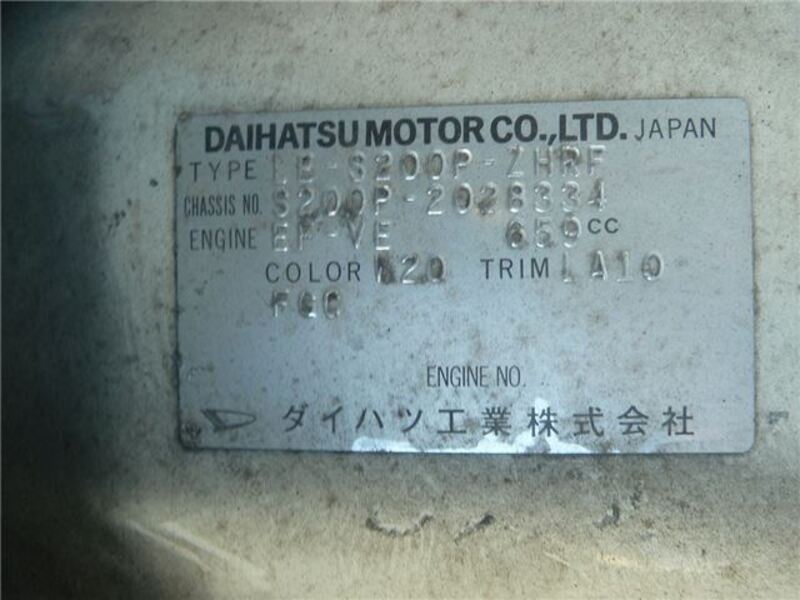 DAIHATSU MOTOR CO.,LTD. JAPAN
TYPE LE-S200P-ZHRF
CHASSIS NO. S200P-2028334
ENGINE EF-VE 659CC
COLOR W20 TRIM LA10
ENGINE NO.
ダイハツ工業株式会社